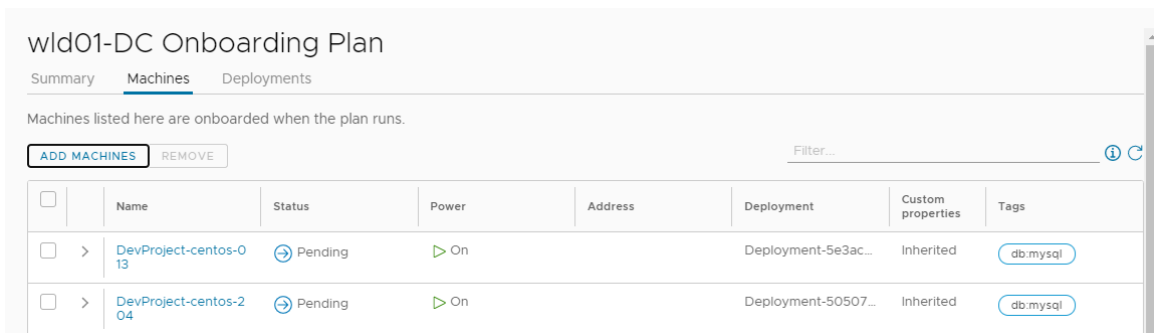 wld01-DC Onboarding Plan
Summary Machines Deployments
Machines listed here are onboarded when the plan runs.
ADD MACHINES REMOVE Filter...
Name Status Power Address Deployment Custom properties Tags
DevProject-centos-0
13 Pending On Deployment-5e3ac... Inherited db:mysql
DevProject-centos-2
04 Pending On Deployment-50507... Inherited db:mysql